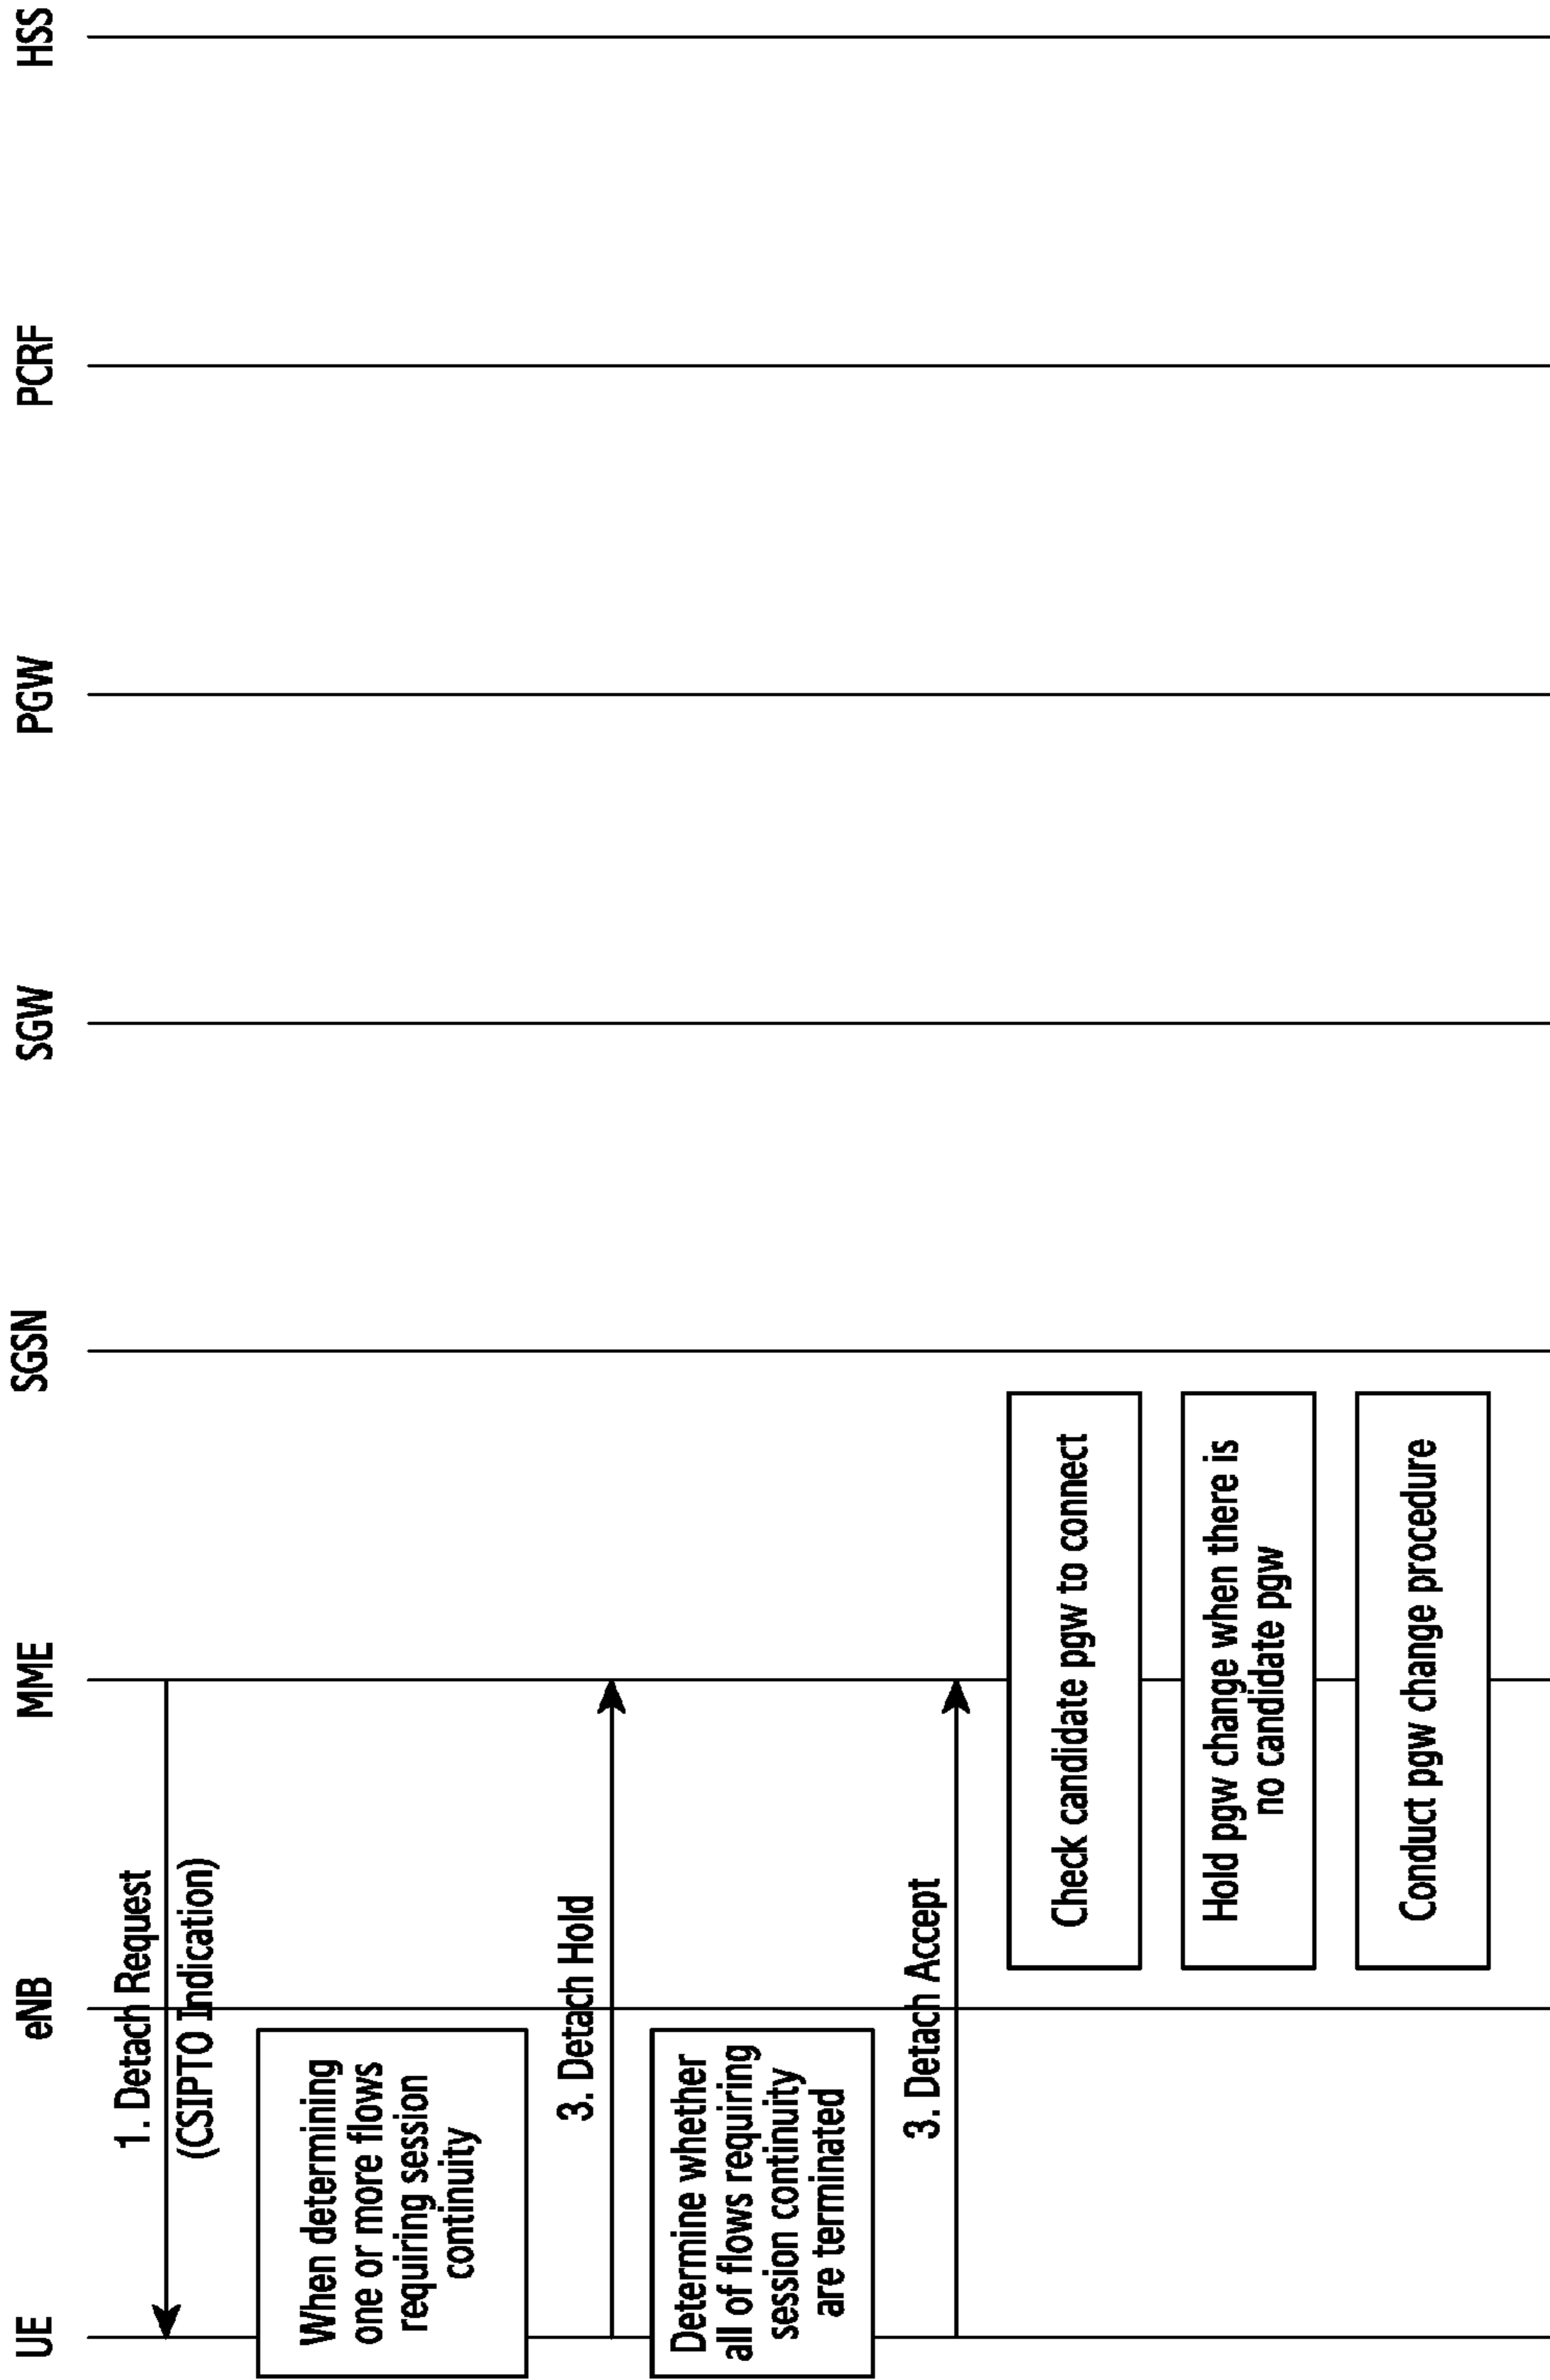 UE
eNB
MME
SGSN
SGW
PGW
PCRF
HSS
1. Detach Request
(CSIPTO Indication)
When determining
one or more flows
requiring session
continuity
3. Detach Hold
Determine whether
all of flows requiring
session continuity
are terminated
3. Detach Accept
Check candidate pgw to connect
Hold pgw change when there is
no candidate pgw
Conduct pgw change procedure